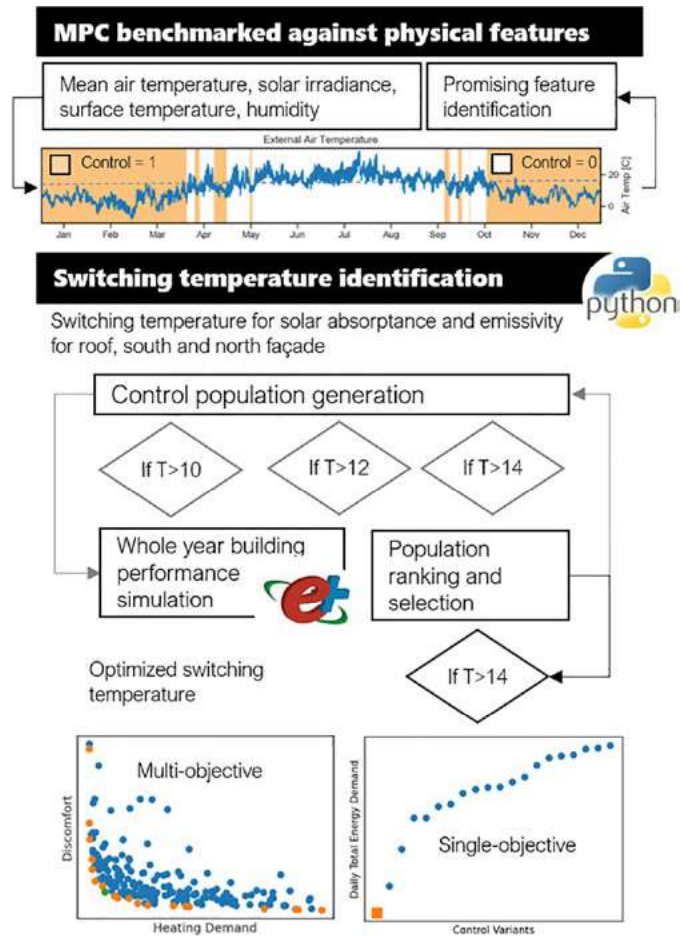 MPC benchmarked against physical features
Mean air temperature, solar irradiance,
surface temperature, humidity
Promising feature
identification
External Air Temperature
Control = 1
Control = 0
20
0
Air Temp [C]
Jan
Feb
Mar
Apr
May
Jun
Jul
Aug
Sep
Oct
Nov
Dec
Switching temperature identification
python
Switching temperature for solar absorptance and emissivity
for roof, south and north façade
Control population generation
If T>10
If T>12
If T>14
Whole year building
performance
simulation
e+
Population
ranking and
selection
Optimized switching
temperature
If T>14
Multi-objective
Discomfort
Heating Demand
Single-objective
Daily Total Energy Demand
Control Variants